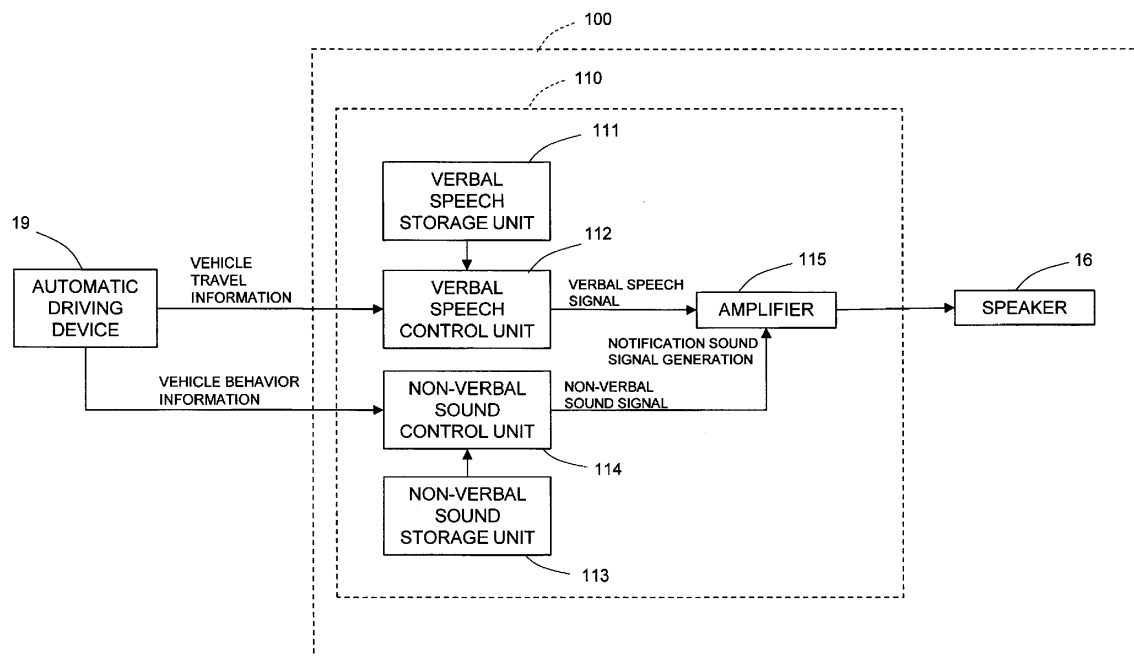 100
110
111
VERBAL
SPEECH
STORAGE UNIT
19
AUTOMATIC
DRIVING
DEVICE
VEHICLE
TRAVEL
INFORMATION
112
VERBAL
SPEECH
CONTROL UNIT
VERBAL SPEECH
SIGNAL
115
AMPLIFIER
16
SPEAKER
NOTIFICATION SOUND
SIGNAL GENERATION
VEHICLE BEHAVIOR
INFORMATION
NON-VERBAL
SOUND
CONTROL UNIT
NON-VERBAL
SOUND SIGNAL
114
NON-VERBAL
SOUND
STORAGE UNIT
113